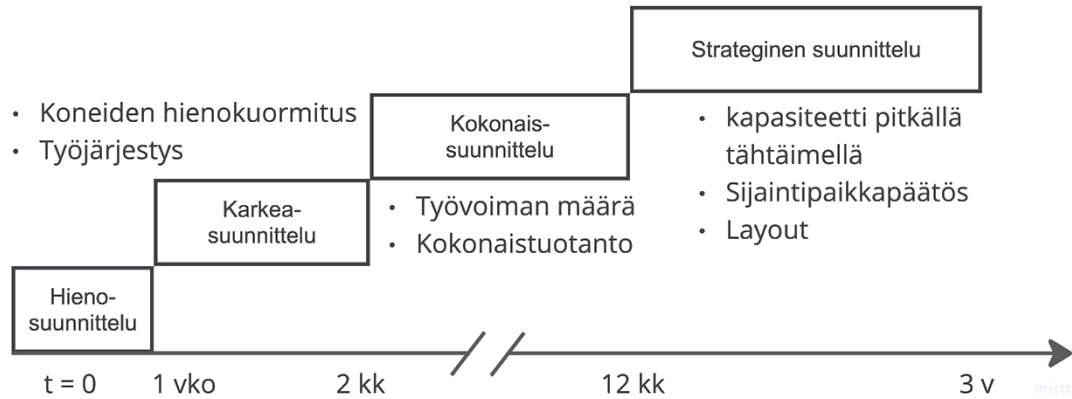 Strateginen suunnittelu
• Koneiden hienokuormitus
• Työjärjestys
Kokonais-
suunnittelu
• kapasiteetti pitkällä
tähtäimellä
• Sijaintipaikkapäätös
• Layout
Karkea-
suunnittelu
• Työvoiman määrä
• Kokonaistuotanto
Hieno-
suunnittelu
t = 0 1 vko 2 kk 12 kk 3 v
miro